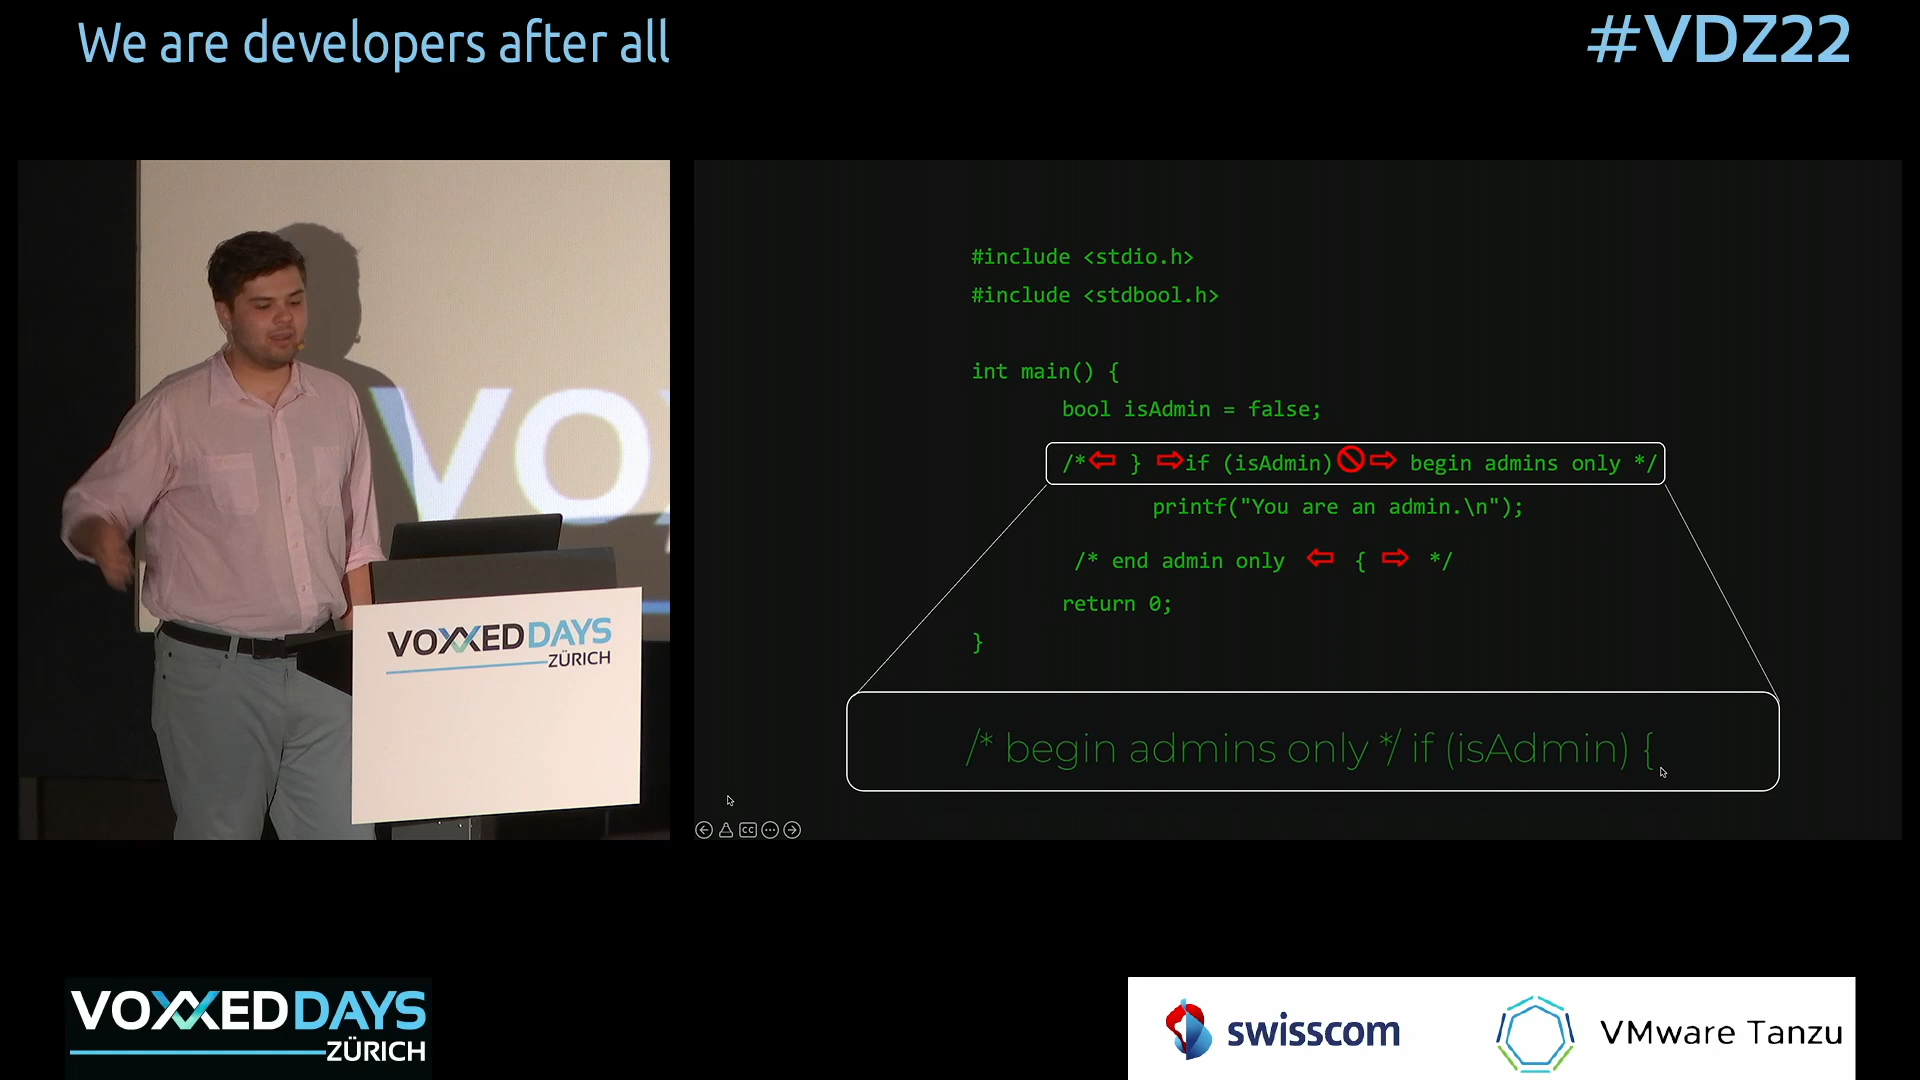 We are developers after all
#VDZ22
#include <stdio.h>
#include <stdbool.h>
int main() {
bool isAdmin = false;
/*⇦ } ⇨if (isAdmin)🚫⇨ begin admins only */
printf("You are an admin.\n");
/* end admin only ⇦ { ⇨ */
return 0;
}
/* begin admins only */ if (isAdmin) {
CC
VO
VOXXED DAYS
ZÜRICH
VOXXED DAYS
ZÜRICH
swisscom
VMware Tanzu